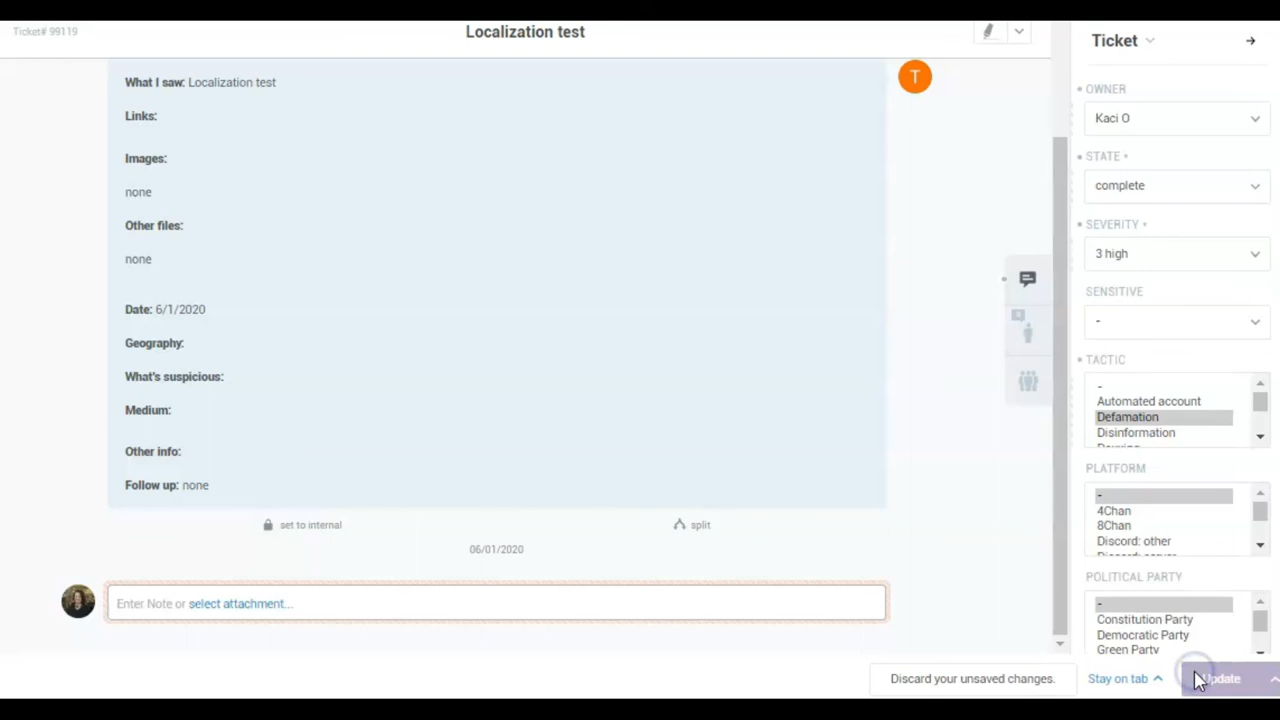 Ticket# 99119
Localization test
What I saw: Localization test
T
Links:
Images:
none
Other files:
none
Date: 6/1/2020
Geography:
What's suspicious:
Medium:
Other info:
Follow up: none
set to internal
split
06/01/2020
Enter Note or select attachment...
Ticket
OWNER
Kaci O
STATE *
complete
SEVERITY *
3 high
SENSITIVE
-
TACTIC
-
Automated account
Defamation
Disinformation
PLATFORM
-
4Chan
8Chan
Discord: other
POLITICAL PARTY
-
Constitution Party
Democratic Party
Green Party
Discard your unsaved changes.
Stay on tab
Update